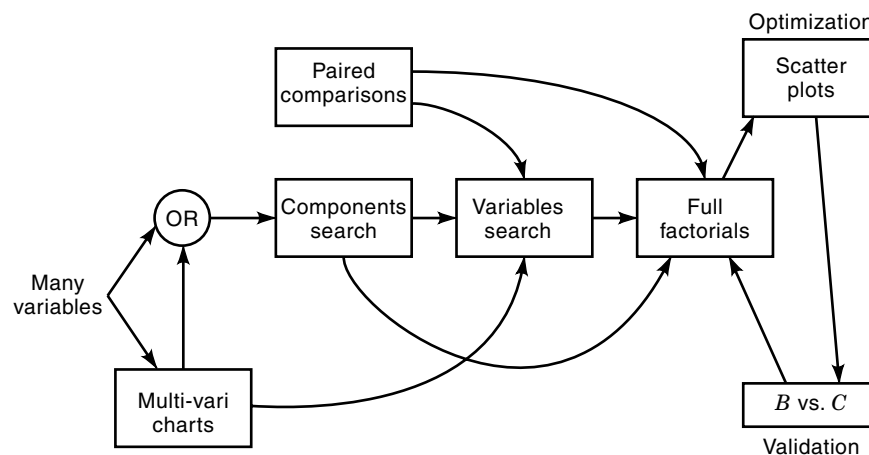 Optimization
Scatter
plots
Paired
comparisons
OR
Components
search
Variables
search
Full
factorials
Many
variables
Multi-vari
charts
B vs. C
Validation